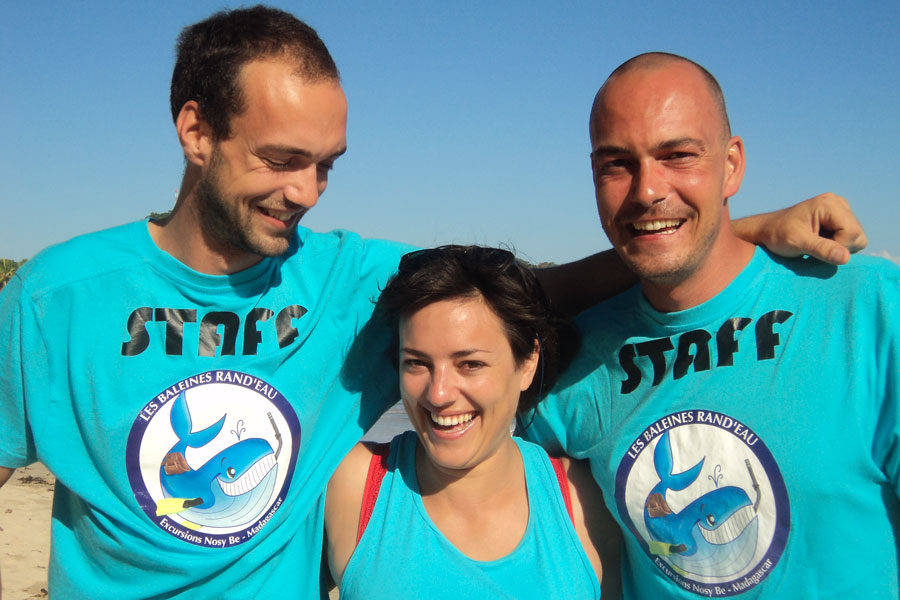 STAFF
LES BALEINES RAND'EAU
Excursions Nosy Be - Madagascar
STAFF
LES BALEINES RAND'EAU
Excursions Nosy Be - Madagascar